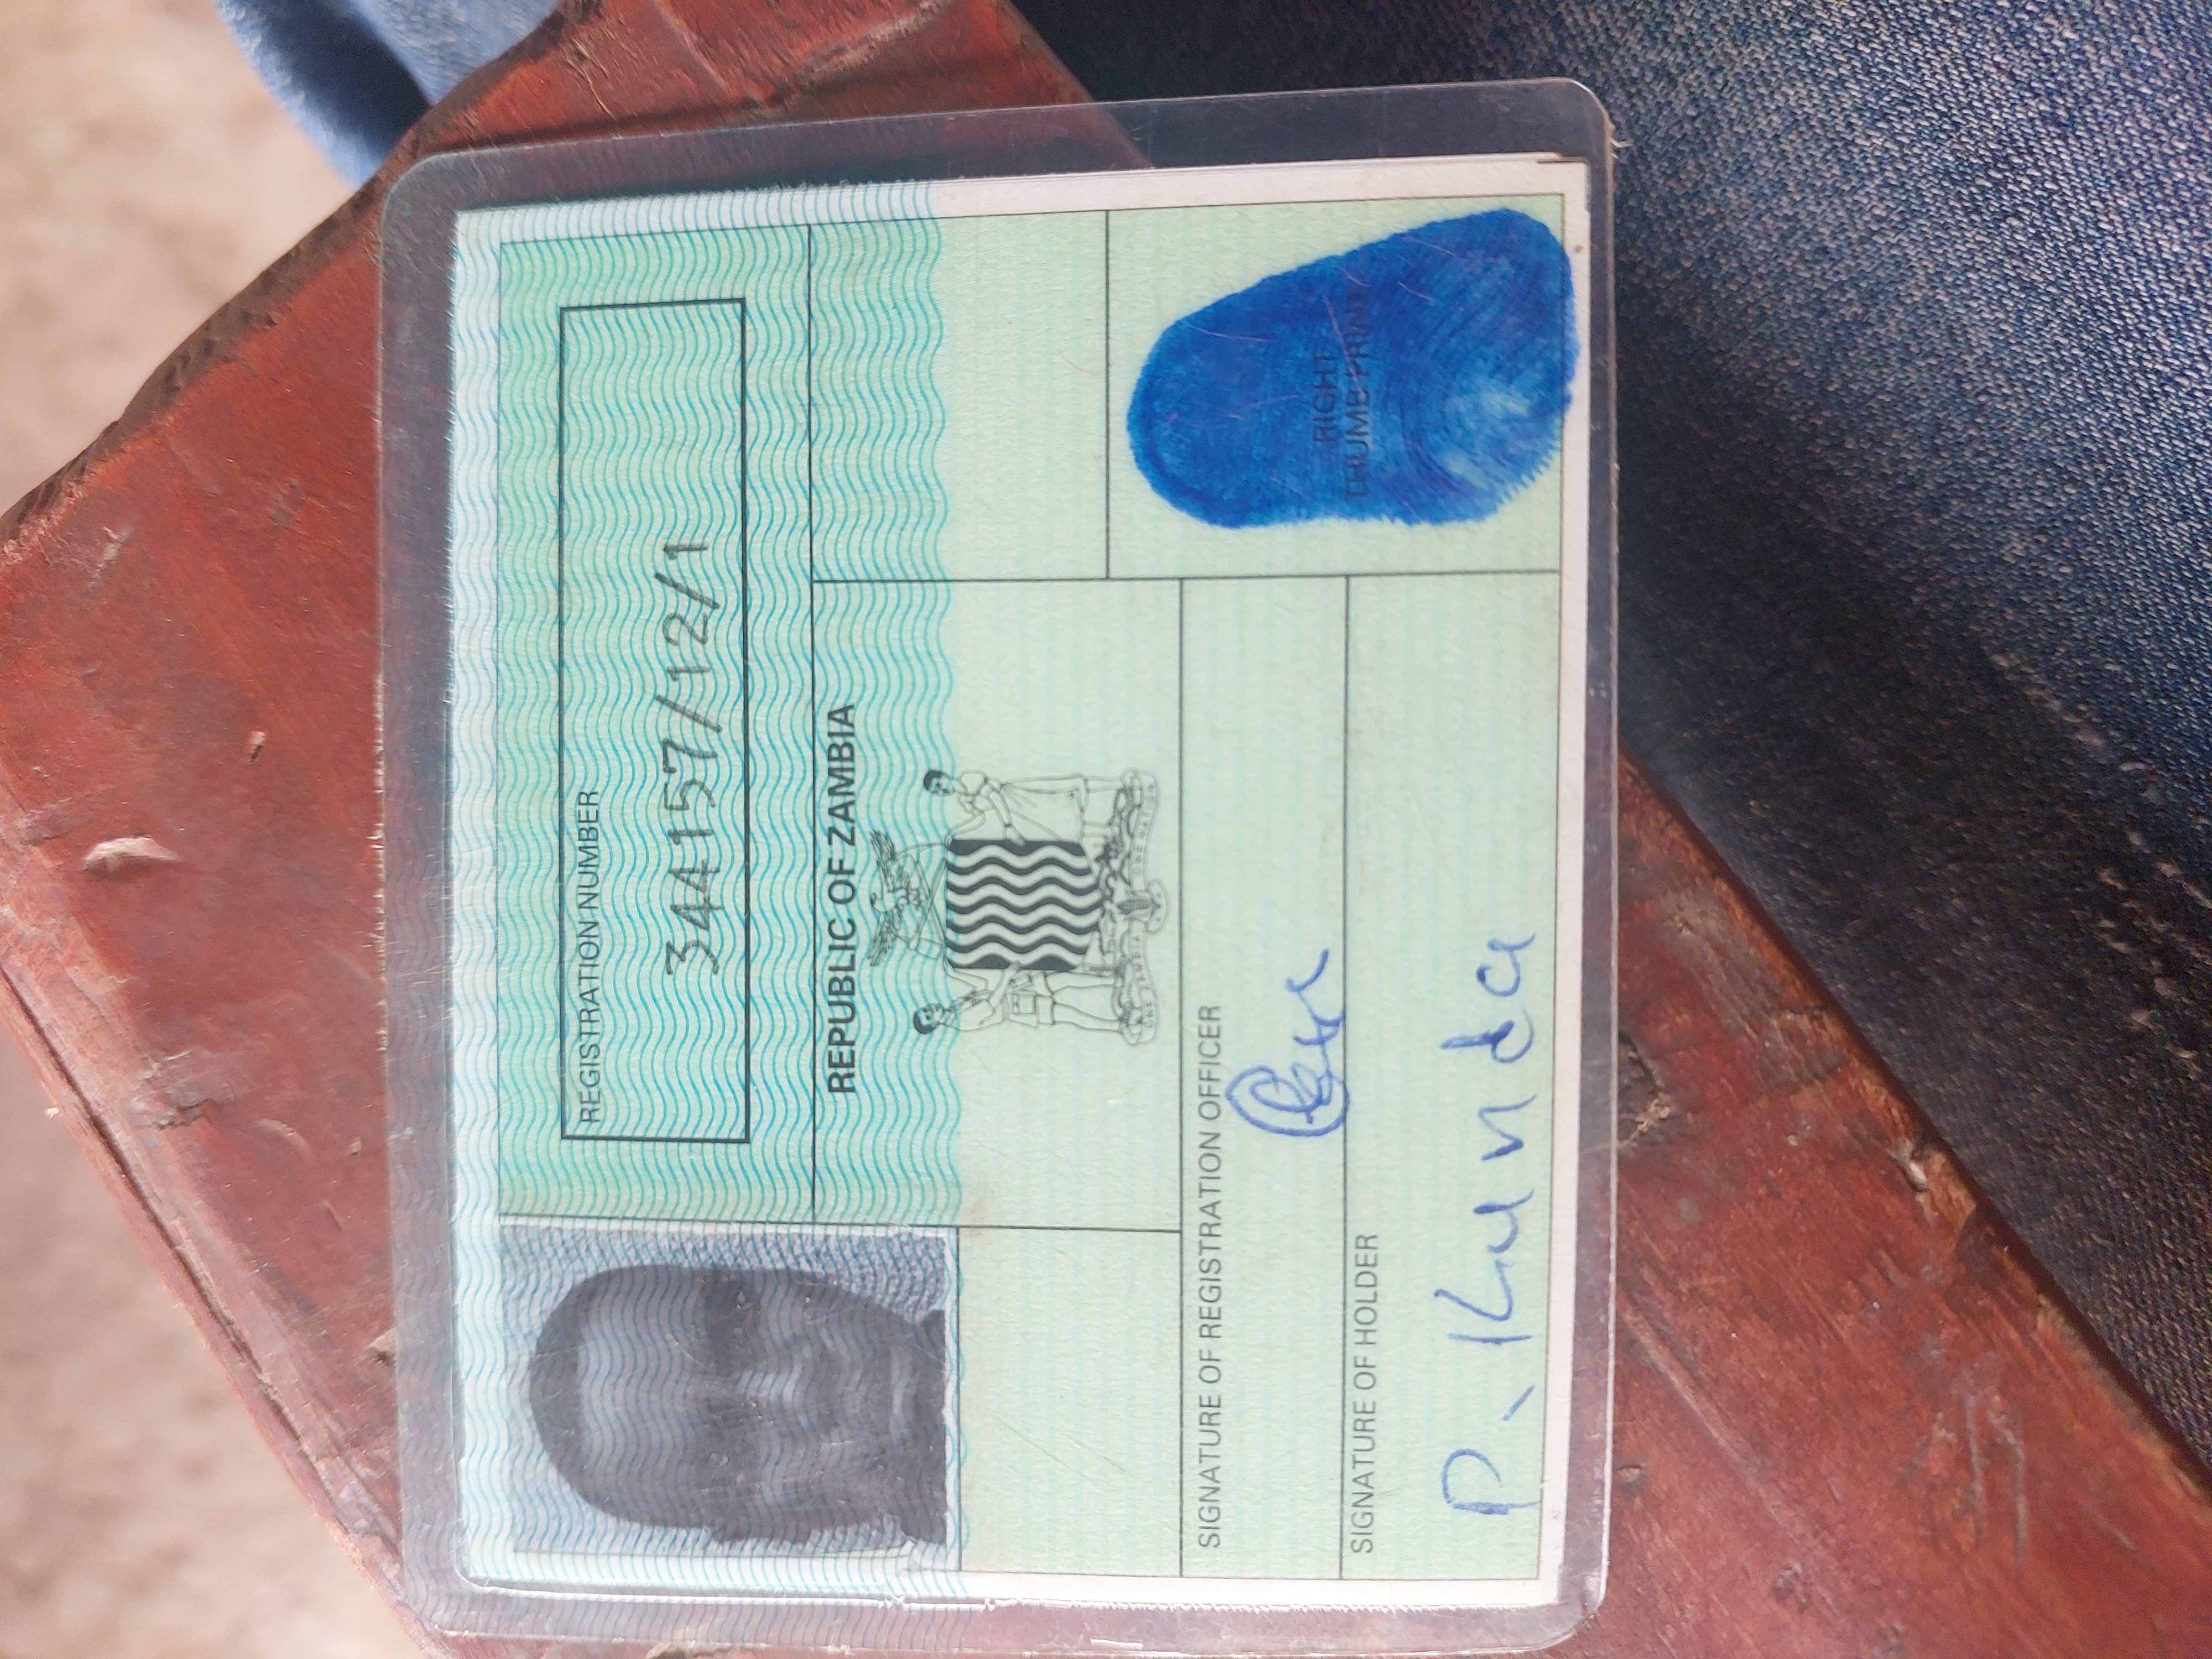 REGISTRATION NUMBER
344157/12/1
REPUBLIC OF ZAMBIA
SIGNATURE OF REGISTRATION OFFICER
SIGNATURE OF HOLDER
P. Kunda
RIGHT
THUMB PRINT